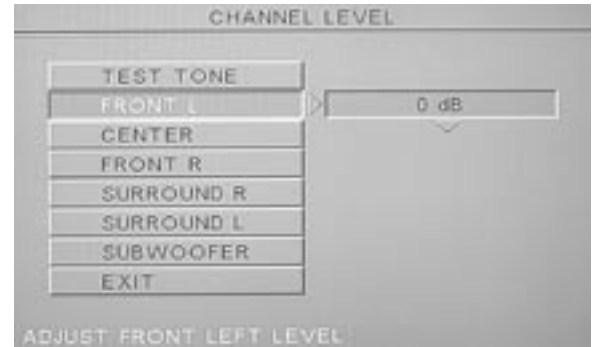 CHANNEL LEVEL
TEST TONE
FRONT L
0 dB
CENTER
FRONT R
SURROUND R
SURROUND L
SUBWOOFER
EXIT
ADJUST FRONT LEFT LEVEL